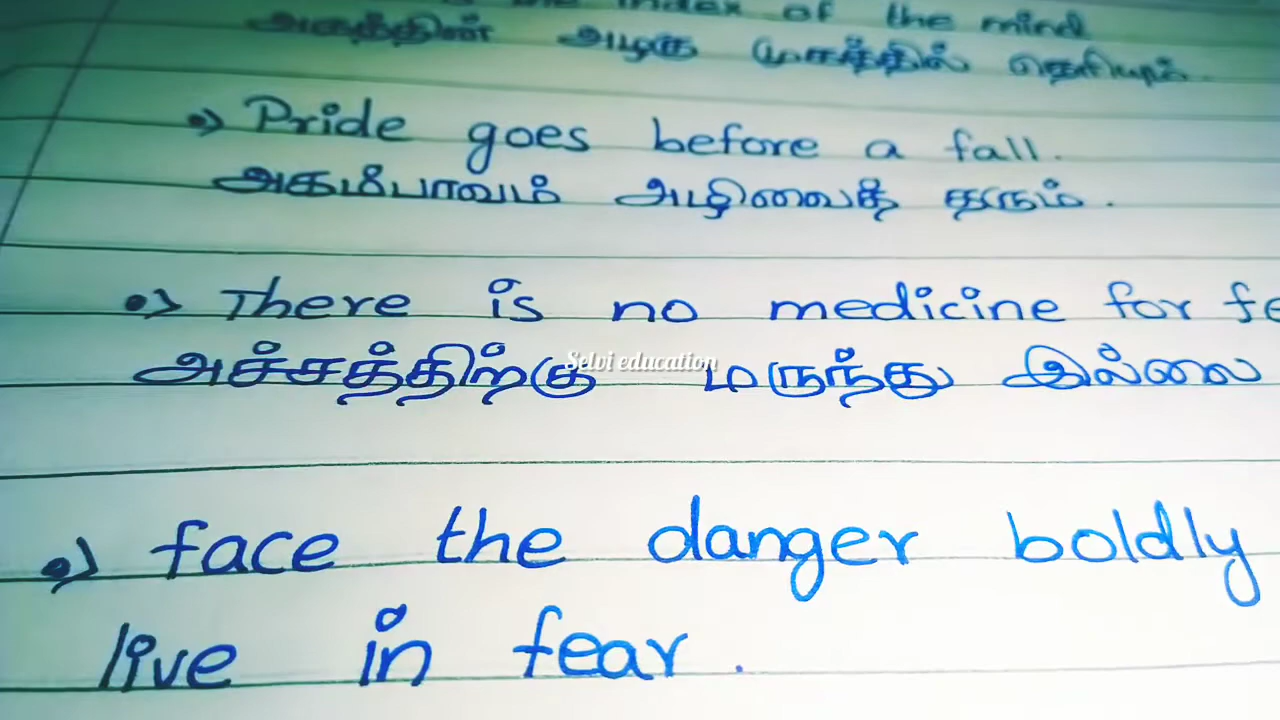 the index of the mind
அகத்தின் அழகு முகத்தில் தெரியும்
Pride goes before a fall.
அகம்பாவம் அழிவைத் தரும்.
There is no medicine for
அச்சத்திற்கு மருந்து இல்லை
Selvi education
face the danger boldly
live in fear.